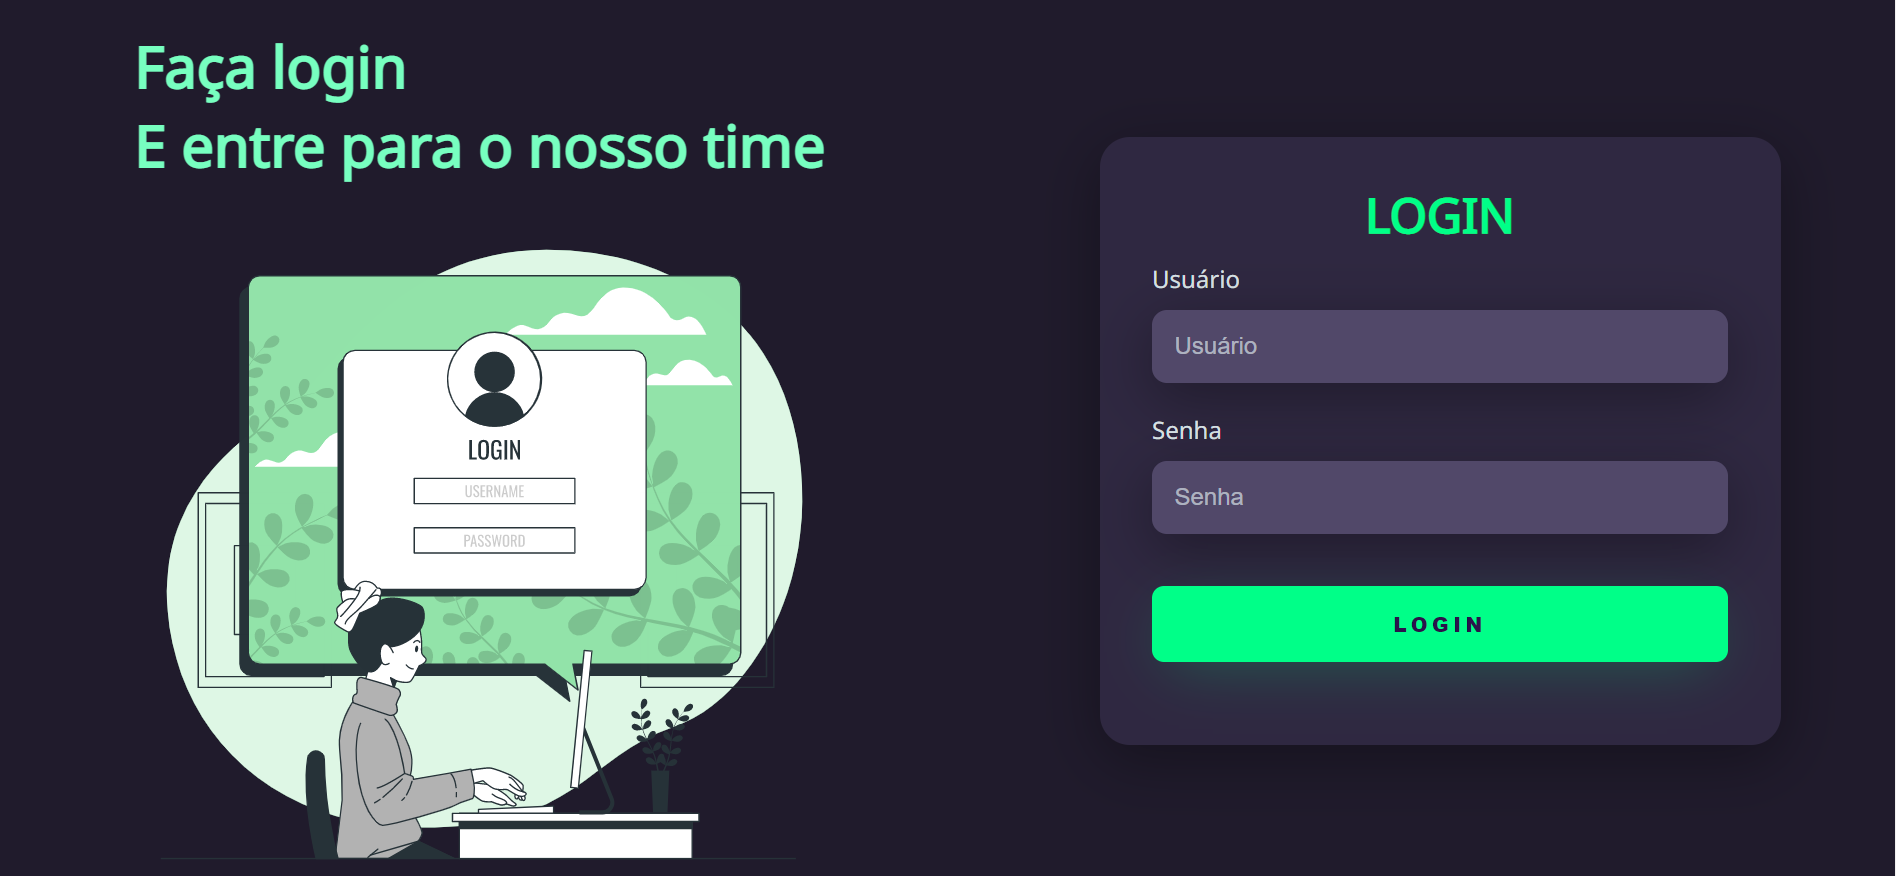 Faça login
E entre para o nosso time
LOGIN
USERNAME
PASSWORD
LOGIN
Usuário
Usuário
Senha
Senha
LOGIN